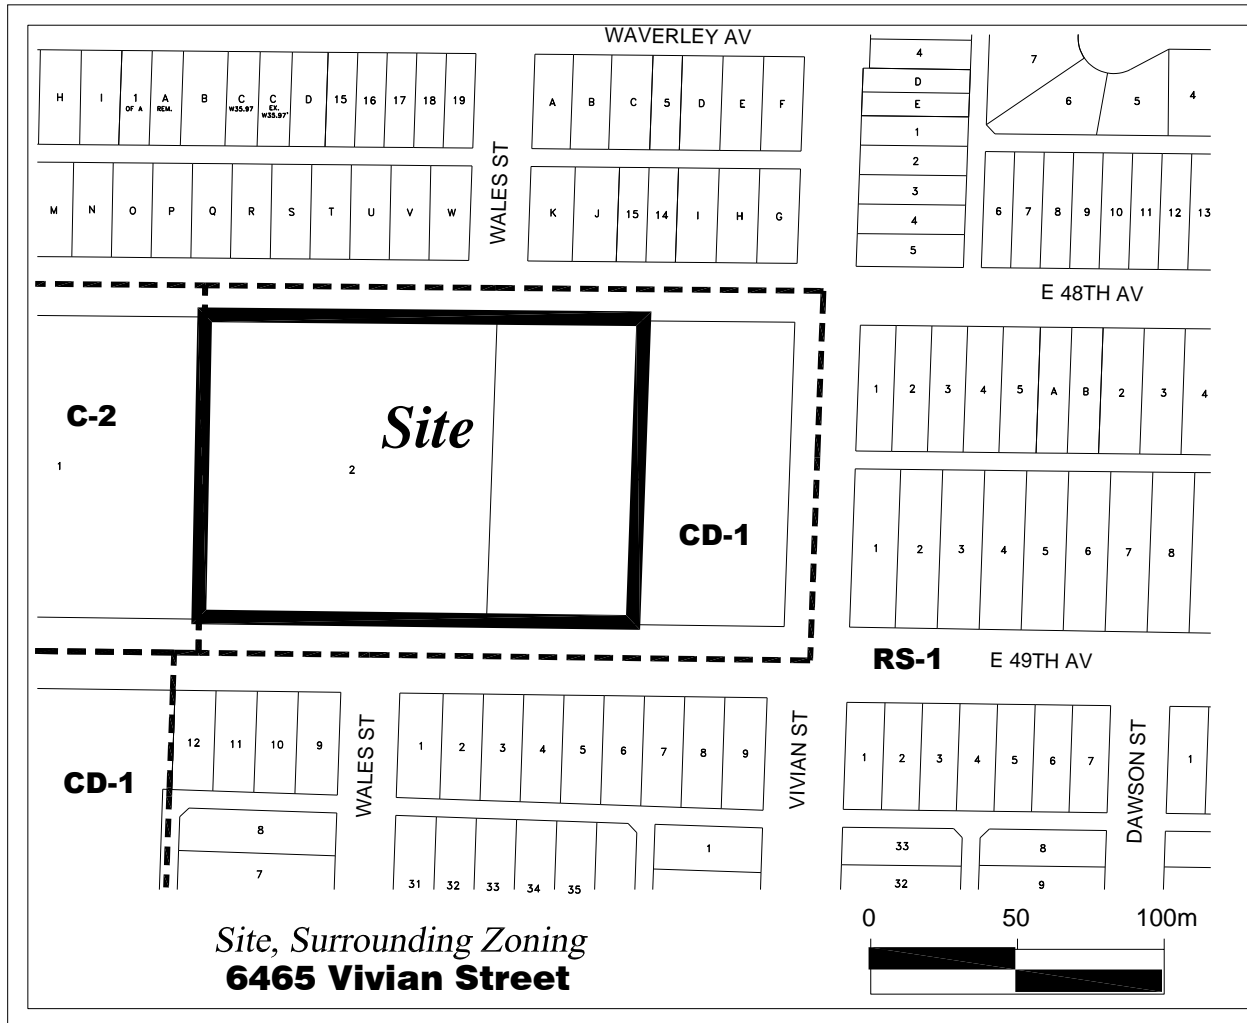 WAVERLEY AV
H I 1 OF A A REM. B C W35.97 C EX. W35.97' D 15 16 17 18 19
A B C 5 D E F
4
D
E
1
2
3
4
5
7
6 5 4
M N O P Q R S T U V W
WALES ST
K J 15 14 I H G
6 7 8 9 10 11 12 13
E 48TH AV
C-2
1
Site
2
CD-1
1 2 3 4 5 A B 2 3 4
1 2 3 4 5 6 7 8
RS-1 E 49TH AV
CD-1
12 11 10 9
WALES ST
1 2 3 4 5 6 7 8 9
VIVIAN ST
1 2 3 4 5 6 7
DAWSON ST
1
8
7
31 32 33 34 35
1
33
32
8
9
Site, Surrounding Zoning
6465 Vivian Street
0 50 100m